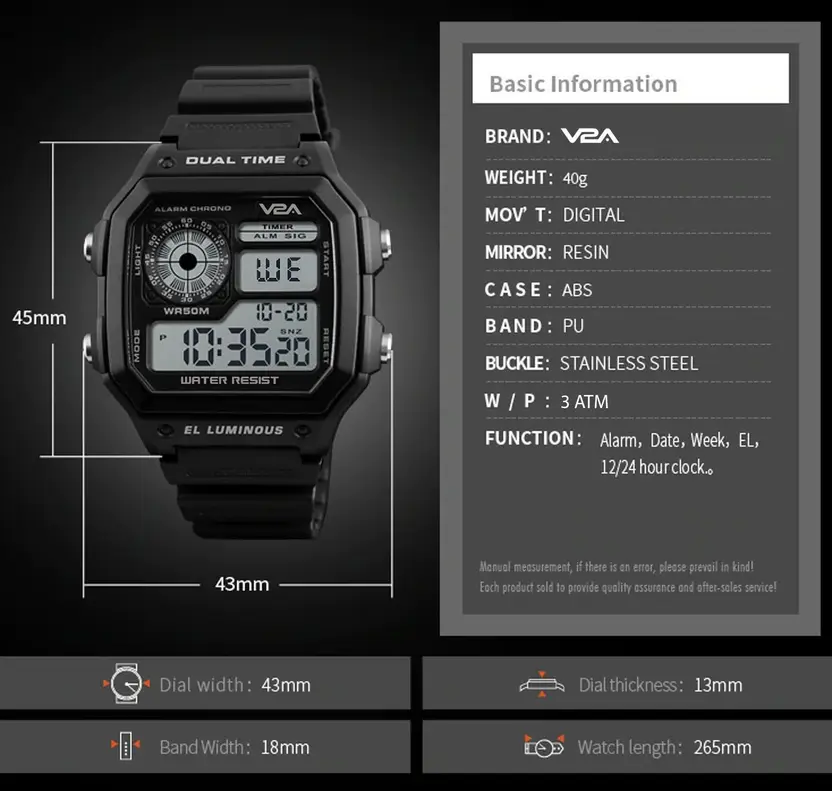 DUAL TIME
ALARM CHRONO
V2A
TIMER
ALM SIG
60
30
LIGHT
START
WE
WR50M
10-20
SNZ
P
10:35 20
MODE
RESET
WATER RESIST
EL LUMINOUS
45mm
43mm
Basic Information
BRAND: V2A
WEIGHT: 40g
MOV’ T: DIGITAL
MIRROR: RESIN
CASE: ABS
BAND: PU
BUCKLE: STAINLESS STEEL
W / P : 3 ATM
FUNCTION: Alarm, Date, Week, EL,
12/24 hour clock.。
Manual measurement, if there is an error, please prevail in kind!
Each product sold to provide quality assurance and after-sales service!
Dial width: 43mm
Dial thickness: 13mm
Band Width: 18mm
Watch length: 265mm